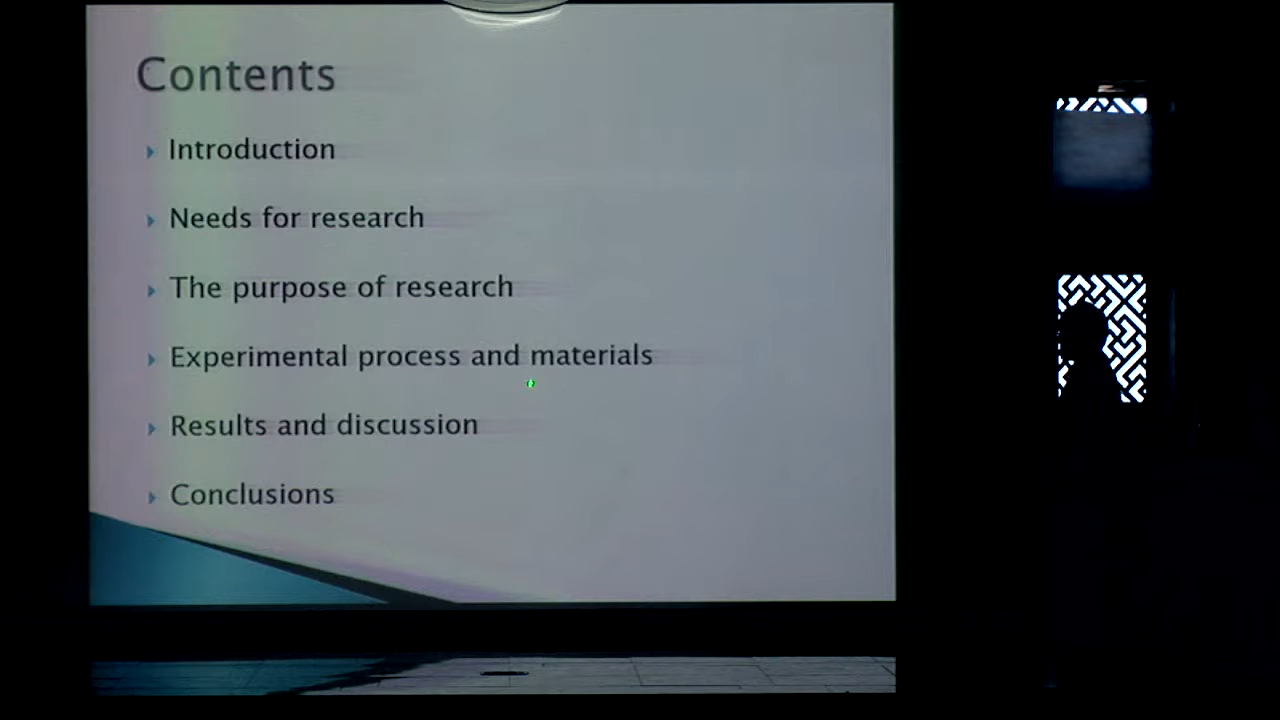 Contents
Introduction
Needs for research
The purpose of research
Experimental process and materials
Results and discussion
Conclusions